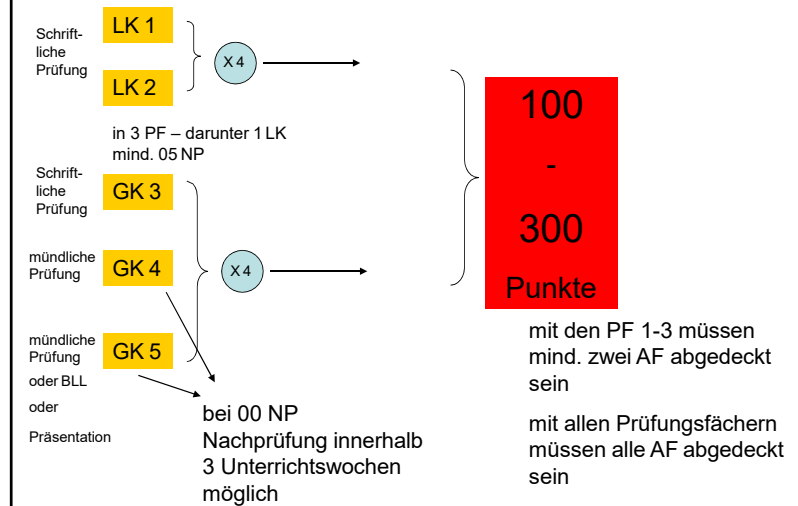 Schrift-
liche
Prüfung
LK 1
LK 2
X 4
in 3 PF – darunter 1 LK
mind. 05 NP
Schrift-
liche
Prüfung
GK 3
mündliche
Prüfung
GK 4
X 4
mündliche
Prüfung
GK 5
oder BLL
oder
Präsentation
bei 00 NP
Nachprüfung innerhalb
3 Unterrichtswochen
möglich
100
-
300
Punkte
mit den PF 1-3 müssen
mind. zwei AF abgedeckt
sein
mit allen Prüfungsfächern
müssen alle AF abgedeckt
sein